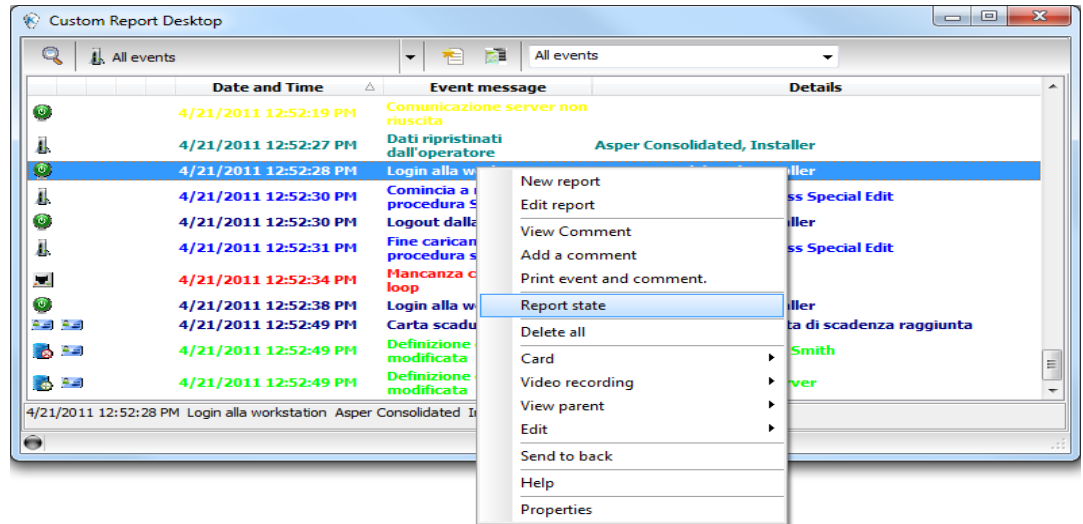 Custom Report Desktop
All events
All events
Date and Time Event message Details
4/21/2011 12:52:19 PM Comunicazione server non
riuscita
4/21/2011 12:52:27 PM Dati ripristinati
dall'operatore Asper Consolidated, Installer
4/21/2011 12:52:28 PM Login alla
4/21/2011 12:52:30 PM Comincia a
procedura ss Special Edit
4/21/2011 12:52:30 PM Logout dalla
4/21/2011 12:52:31 PM Fine
procedura ss Special Edit
4/21/2011 12:52:34 PM Mancanza
loop
4/21/2011 12:52:38 PM Login alla
4/21/2011 12:52:49 PM Carta di scadenza raggiunta
4/21/2011 12:52:49 PM Definizione
modificata Smith
4/21/2011 12:52:49 PM Definizione
modificata
4/21/2011 12:52:28 PM Login alla workstation Asper Consolidated
New report
Edit report
View Comment
Add a comment
Print event and comment.
Report state
Delete all
Card
Video recording
View parent
Edit
Send to back
Help
Properties